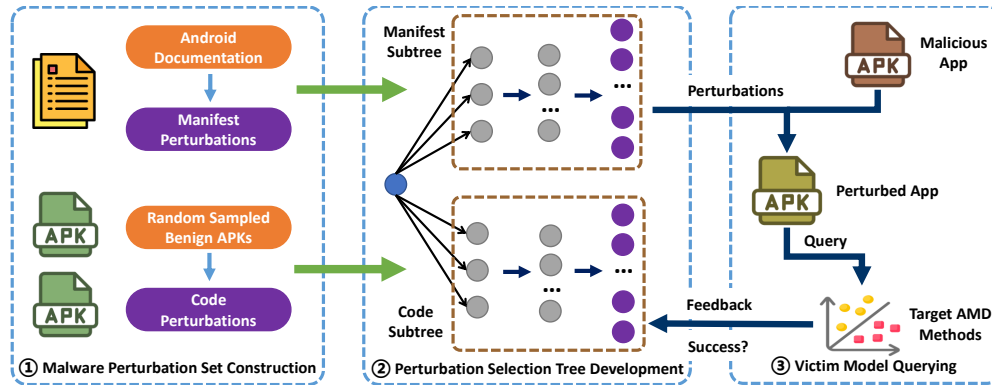 Android
Documentation
Manifest
Perturbations
APK
Random Sampled
Benign APKs
APK
Code
Perturbations
① Malware Perturbation Set Construction
Manifest
Subtree
...
...
Code
Subtree
...
...
② Perturbation Selection Tree Development
Malicious
App
APK
Perturbations
APK
Perturbed App
Query
Target AMD
Methods
Feedback
Success?
③ Victim Model Querying